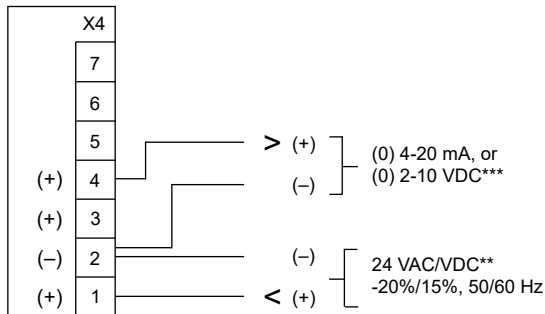 X4
7
6
5
> (+)
(0) 4-20 mA, or
(0) 2-10 VDC***
(+) 4
(–)
(+) 3
(–) 2
(–)
24 VAC/VDC**
-20%/15%, 50/60 Hz
(+) 1
< (+)